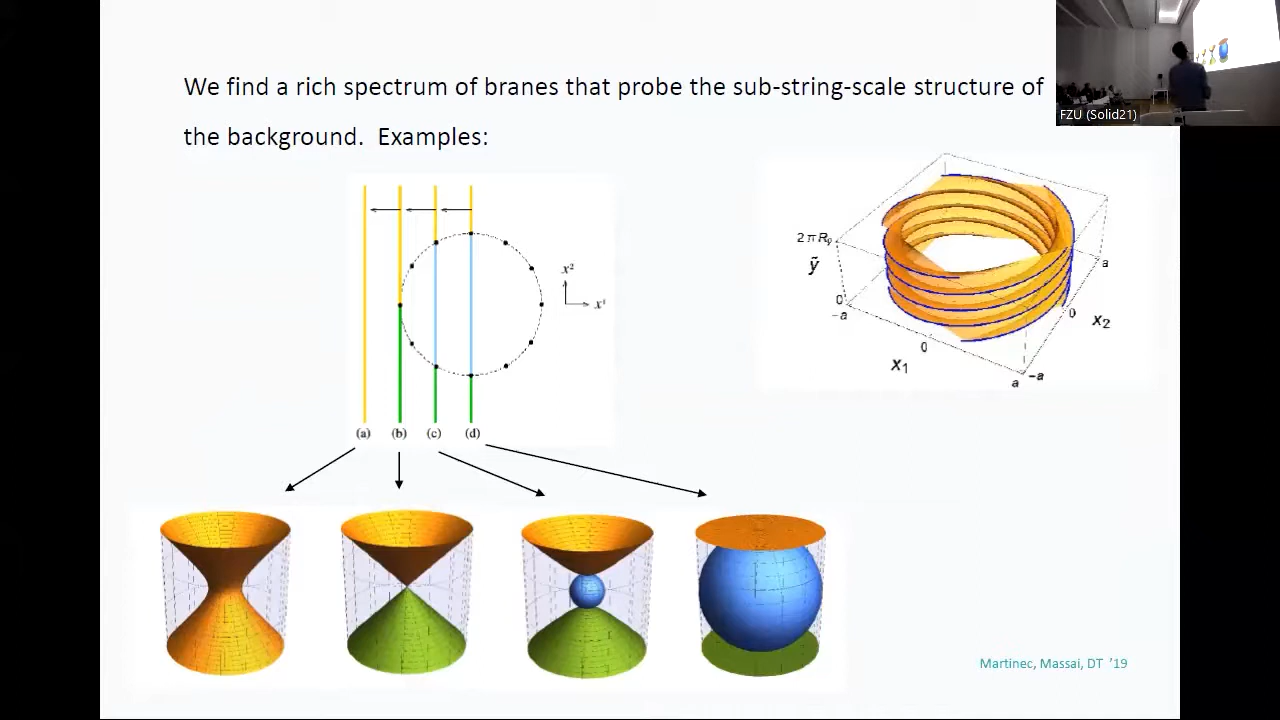 We find a rich spectrum of branes that probe the sub-string-scale structure of
the background. Examples:
FZU (Solid21)
x²
x¹
(a) (b) (c) (d)
2πR
ỹ
0
-a
0
x₁
a
-a
0
x₂
a
Martinec, Massai, DT ’19